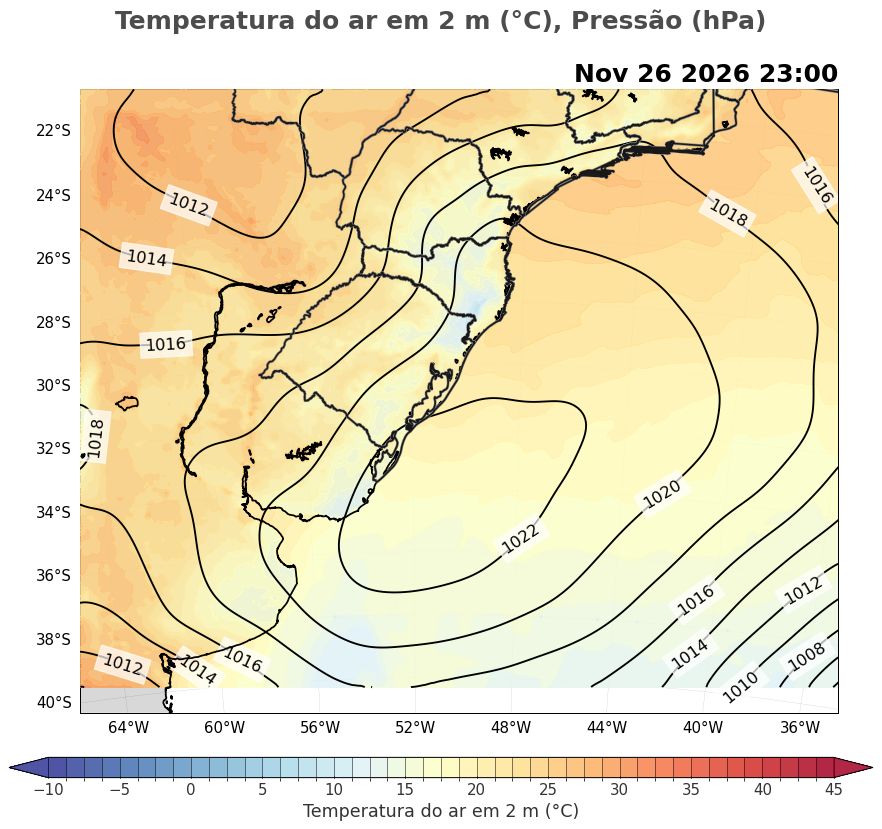 Temperatura do ar em 2 m (°C), Pressão (hPa)
Nov 26 2026 23:00
22°S
24°S
26°S
28°S
30°S
32°S
34°S
36°S
38°S
40°S
1012
1014
1016
1018
1018
1016
1020
1022
1016
1014
1012
1010
1008
1012
1014
1016
64°W
60°W
56°W
52°W
48°W
44°W
40°W
36°W
−10
−5
0
5
10
15
20
25
30
35
40
45
Temperatura do ar em 2 m (°C)